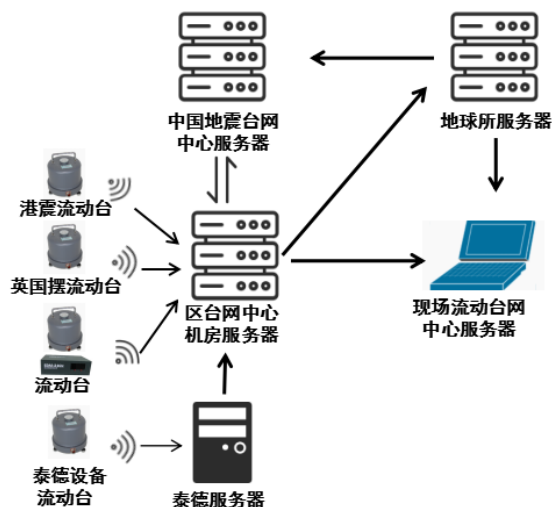 中国地震台网
中心服务器
地球所服务器
港震流动台
英国摆流动台
区台网中心
机房服务器
现场流动台网
中心服务器
流动台
泰德设备
流动台
泰德服务器